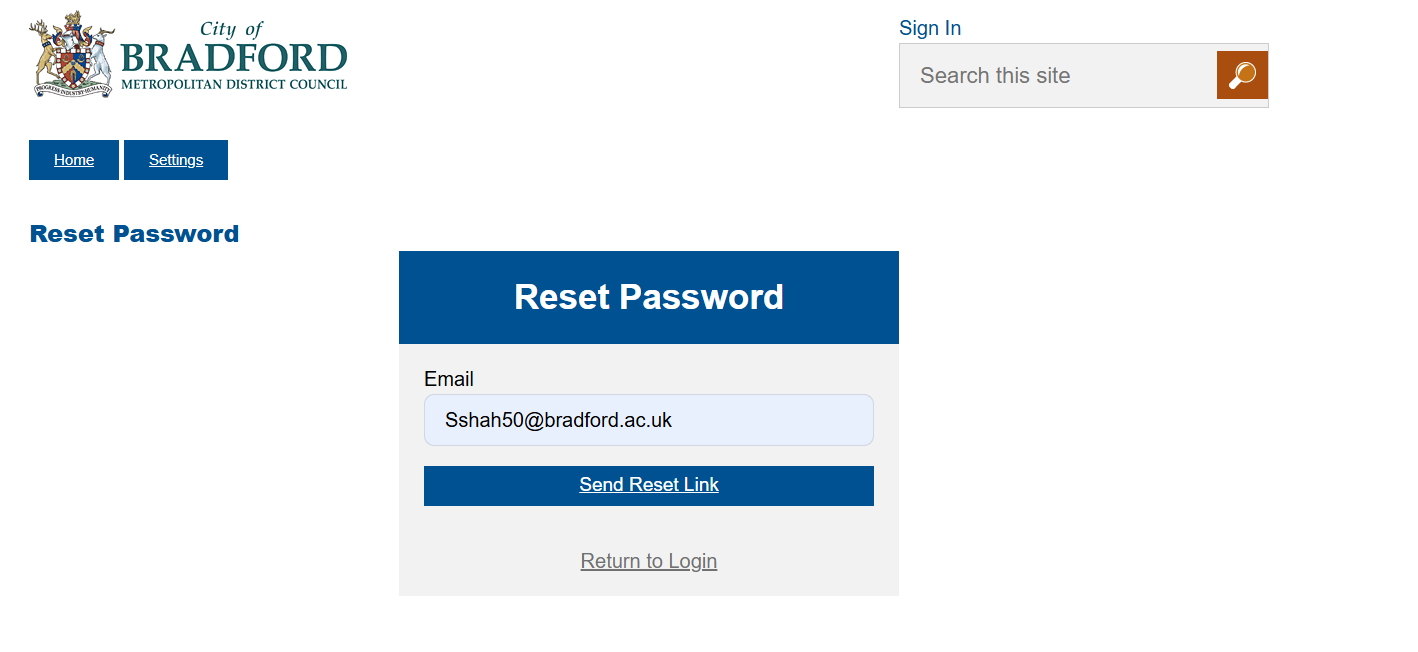 City of
BRADFORD
METROPOLITAN DISTRICT COUNCIL
PROGRESS·INDUSTRY·HUMANITY
Sign In
Search this site
Home
Settings
Reset Password
Reset Password
Email
Sshah50@bradford.ac.uk
Send Reset Link
Return to Login